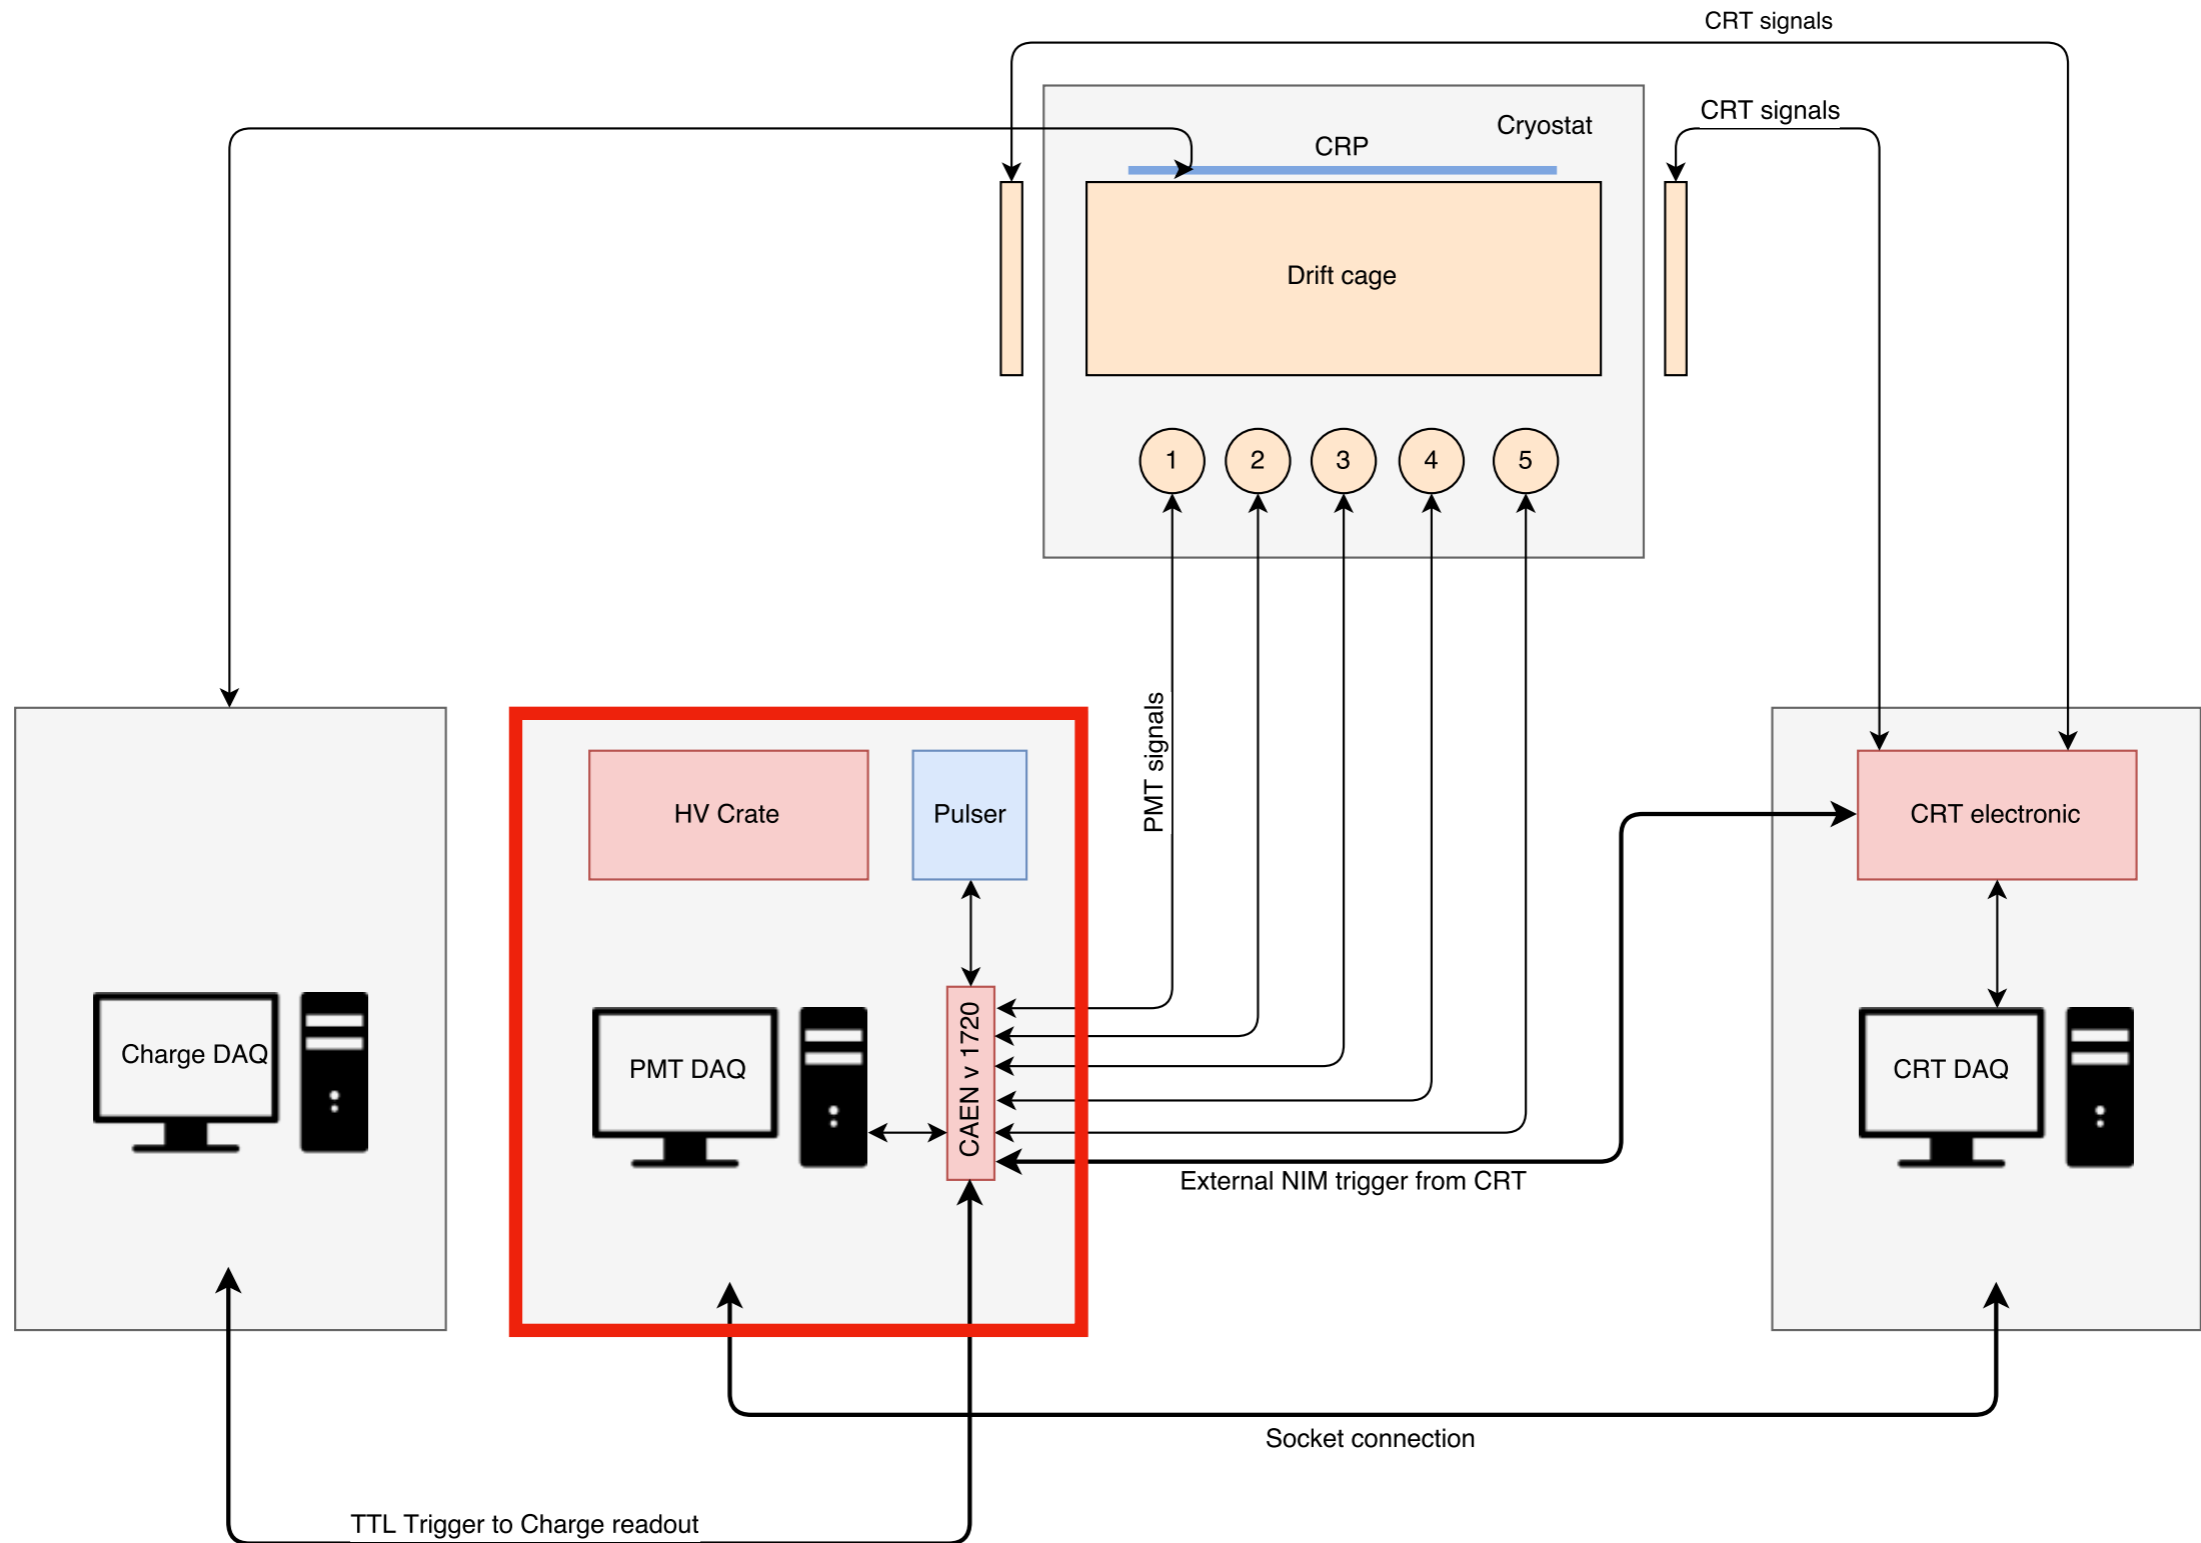 CRT signals
CRT signals
Cryostat
CRP
Drift cage
1
2
3
4
5
PMT signals
HV Crate
Pulser
CRT electronic
Charge DAQ
PMT DAQ
CAEN v 1720
CRT DAQ
External NIM trigger from CRT
Socket connection
TTL Trigger to Charge readout